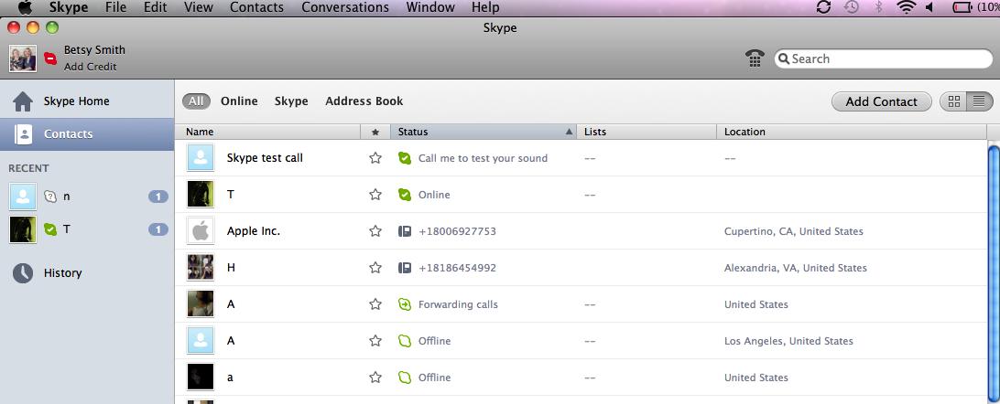 Skype File Edit View Contacts Conversations Window Help (10%
Skype
Betsy Smith
Add Credit
Search
Skype Home
Contacts
RECENT
n 1
T 1
History
All Online Skype Address Book Add Contact
Name ★ Status Lists Location
Skype test call Call me to test your sound -- --
T Online --
Apple Inc. +18006927753 Cupertino, CA, United States
H +18186454992 Alexandria, VA, United States
A Forwarding calls -- United States
A Offline -- Los Angeles, United States
a Offline -- United States